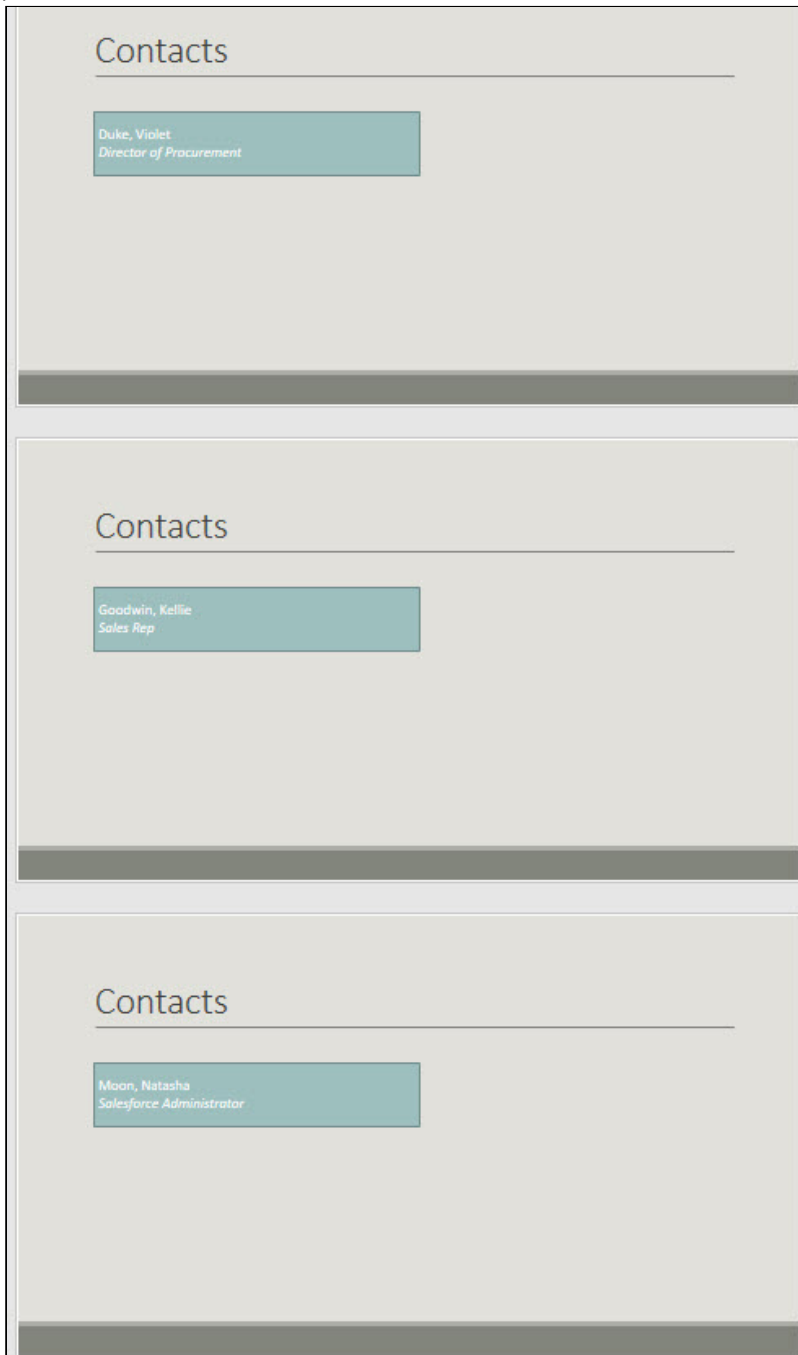 Contacts
Duke, Violet
Director of Procurement
Contacts
Goodwin, Kellie
Sales Rep
Contacts
Moon, Natasha
Salesforce Administrator